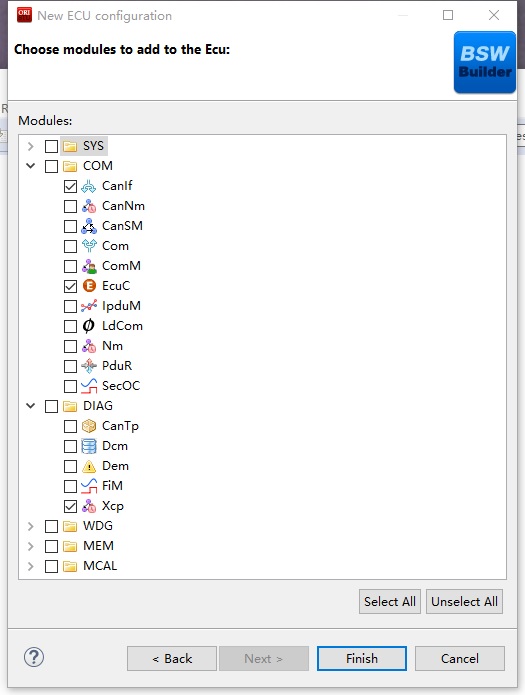 ORI New ECU configuration
Choose modules to add to the Ecu:
BSW
Builder
Modules:
SYS
COM
CanIf
CanNm
CanSM
Com
ComM
E EcuC
IpduM
LdCom
Nm
PduR
SecOC
DIAG
CanTp
Dcm
Dem
FiM
Xcp
WDG
MEM
MCAL
Select All Unselect All
? < Back Next > Finish Cancel